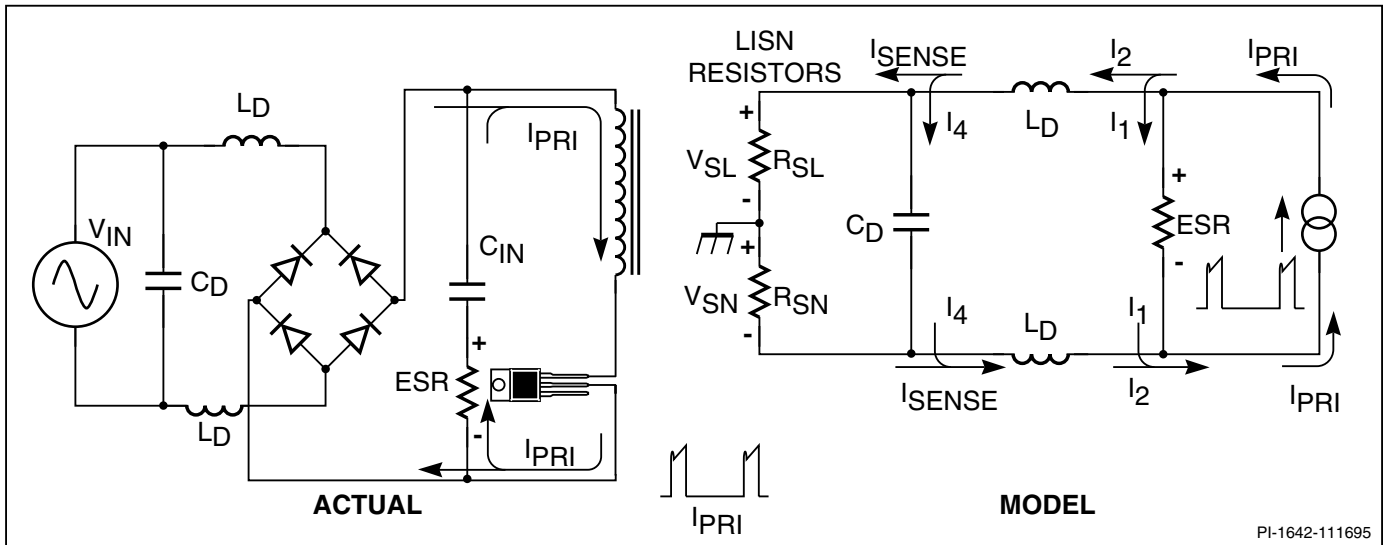 LD
VIN
CD
LD
IPRI
CIN
+
ESR
-
IPRI
ACTUAL
IPRI
LISN
RESISTORS
ISENSE
I2
IPRI
I4
LD
I1
+
VSL
RSL
-
+
VSN
RSN
-
CD
+
ESR
-
I4
LD
I1
ISENSE
I2
IPRI
MODEL
PI-1642-111695